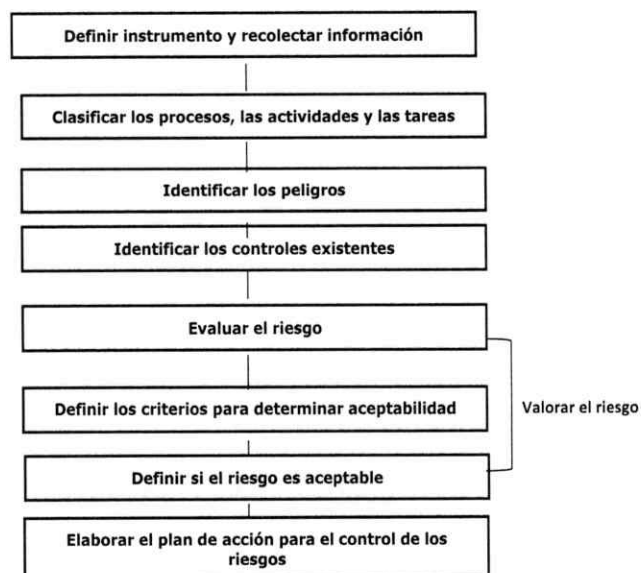 Definir instrumento y recolectar información
Clasificar los procesos, las actividades y las tareas
Identificar los peligros
Identificar los controles existentes
Evaluar el riesgo
Definir los criterios para determinar aceptabilidad
Valorar el riesgo
Definir si el riesgo es aceptable
Elaborar el plan de acción para el control de los
riesgos